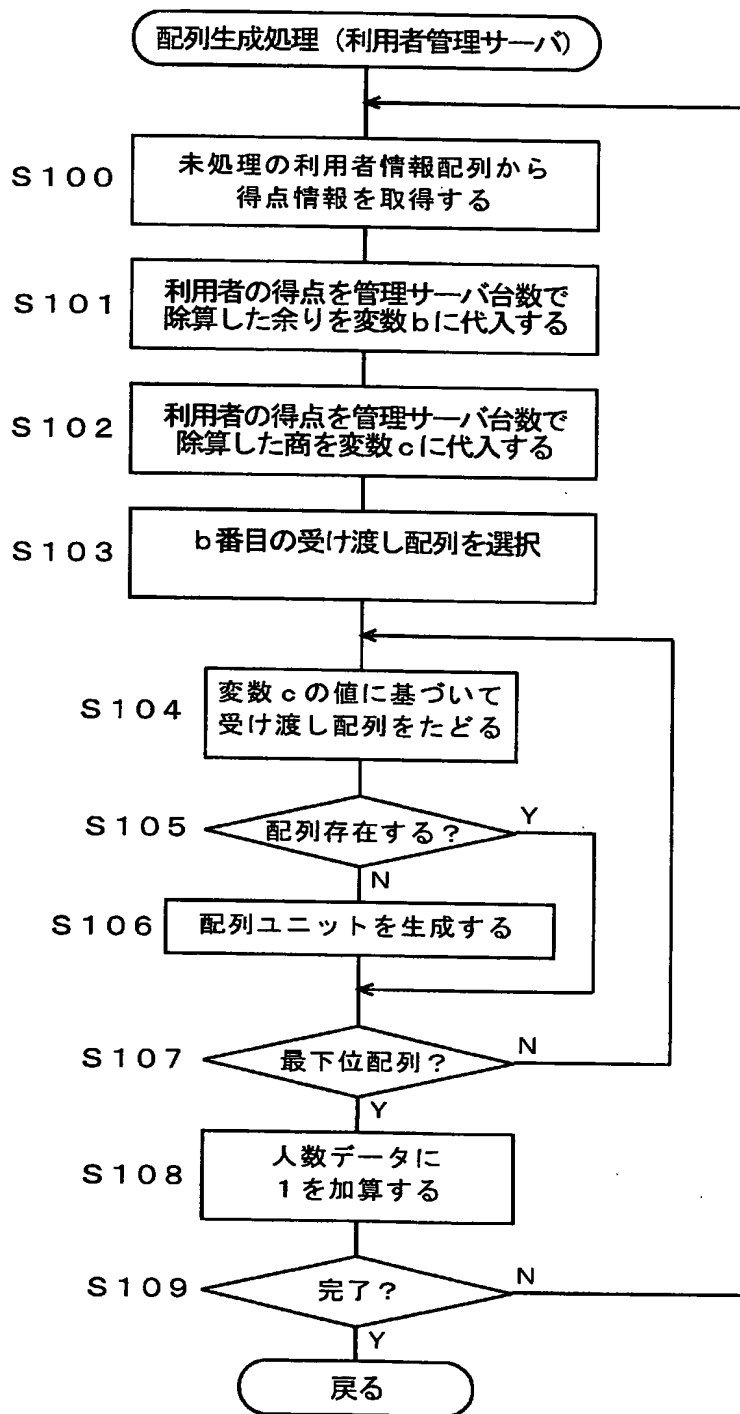 配列生成処理（利用者管理サーバ）
S100
未処理の利用者情報配列から
得点情報を取得する
S101
利用者の得点を管理サーバ台数で
除算した余りを変数bに代入する
S102
利用者の得点を管理サーバ台数で
除算した商を変数cに代入する
S103
b番目の受け渡し配列を選択
S104
変数cの値に基づいて
受け渡し配列をたどる
S105
配列存在する？
Y
N
S106
配列ユニットを生成する
S107
最下位配列？
N
Y
S108
人数データに
1を加算する
S109
完了？
N
Y
戻る